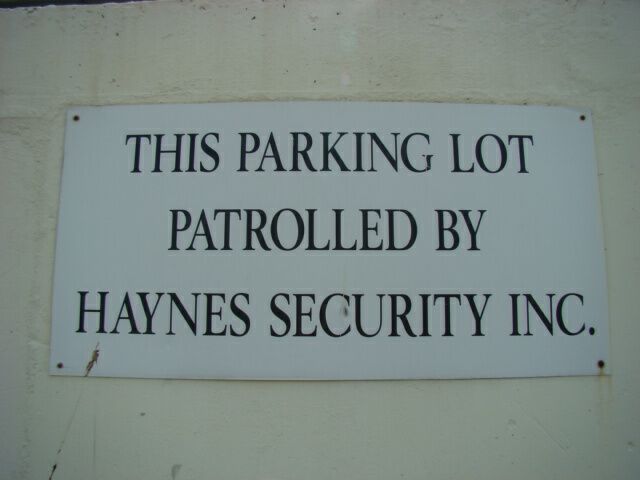 THIS PARKING LOT
PATROLLED BY
HAYNES SECURITY INC.